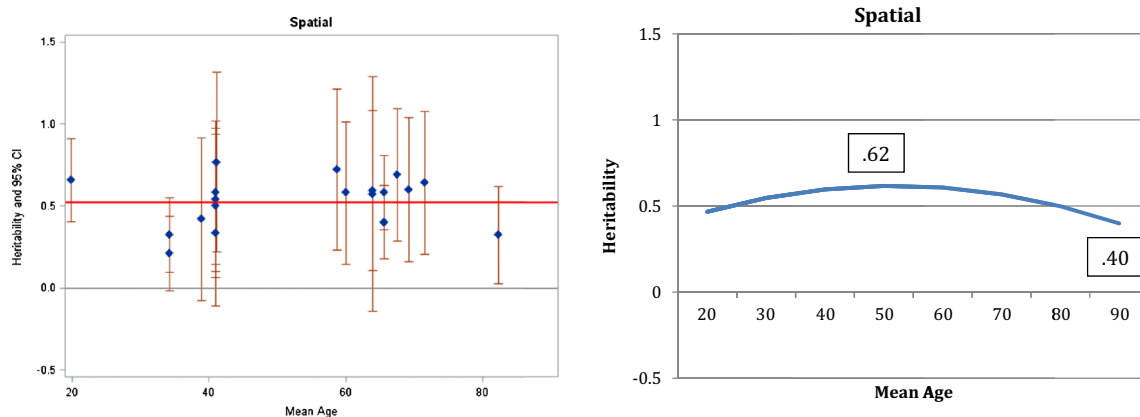 Spatial
Heritability and 95% CI
1.5
1.0
0.5
0.0
-0.5
20 40 60 80
Mean Age
Spatial
Heritability
1.5
1
0.5
0
-0.5
.62
.40
20 30 40 50 60 70 80 90
Mean Age